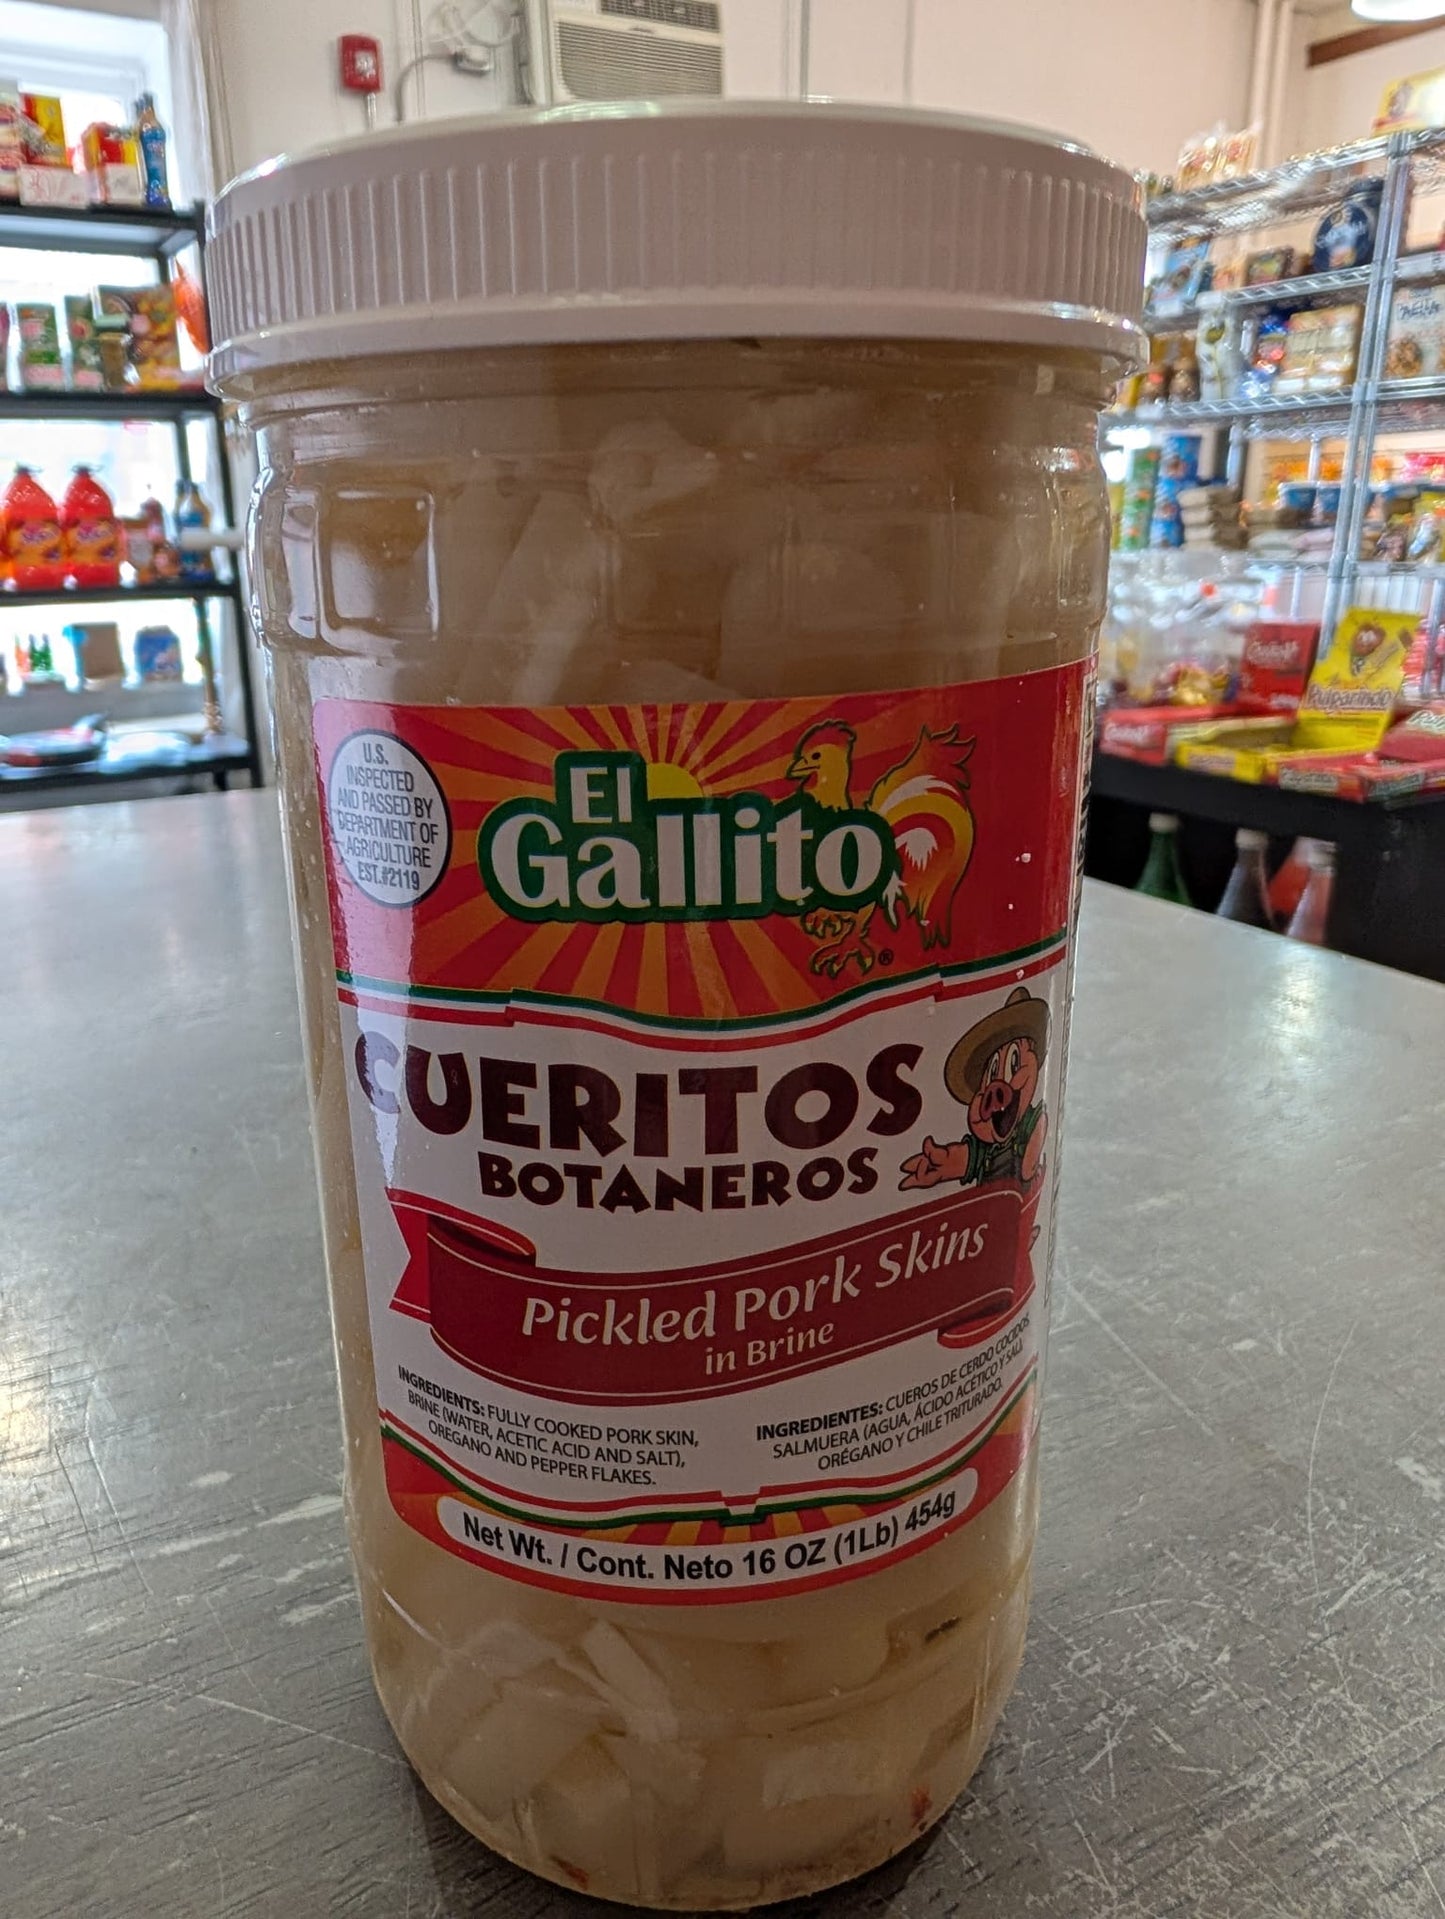 U.S.
INSPECTED
AND PASSED BY
DEPARTMENT OF
AGRICULTURE
EST.#2119
El
Gallito
®
CUERITOS
BOTANEROS
Pickled Pork Skins
in Brine
INGREDIENTS: FULLY COOKED PORK SKIN,
BRINE (WATER, ACETIC ACID AND SALT),
OREGANO AND PEPPER FLAKES.
INGREDIENTES: CUEROS DE CERDO COCIDOS,
SALMUERA (AGUA, ÁCIDO ACÉTICO Y SAL),
ORÉGANO Y CHILE TRITURADO.
Net Wt. / Cont. Neto 16 OZ (1Lb) 454g
Pulparindo